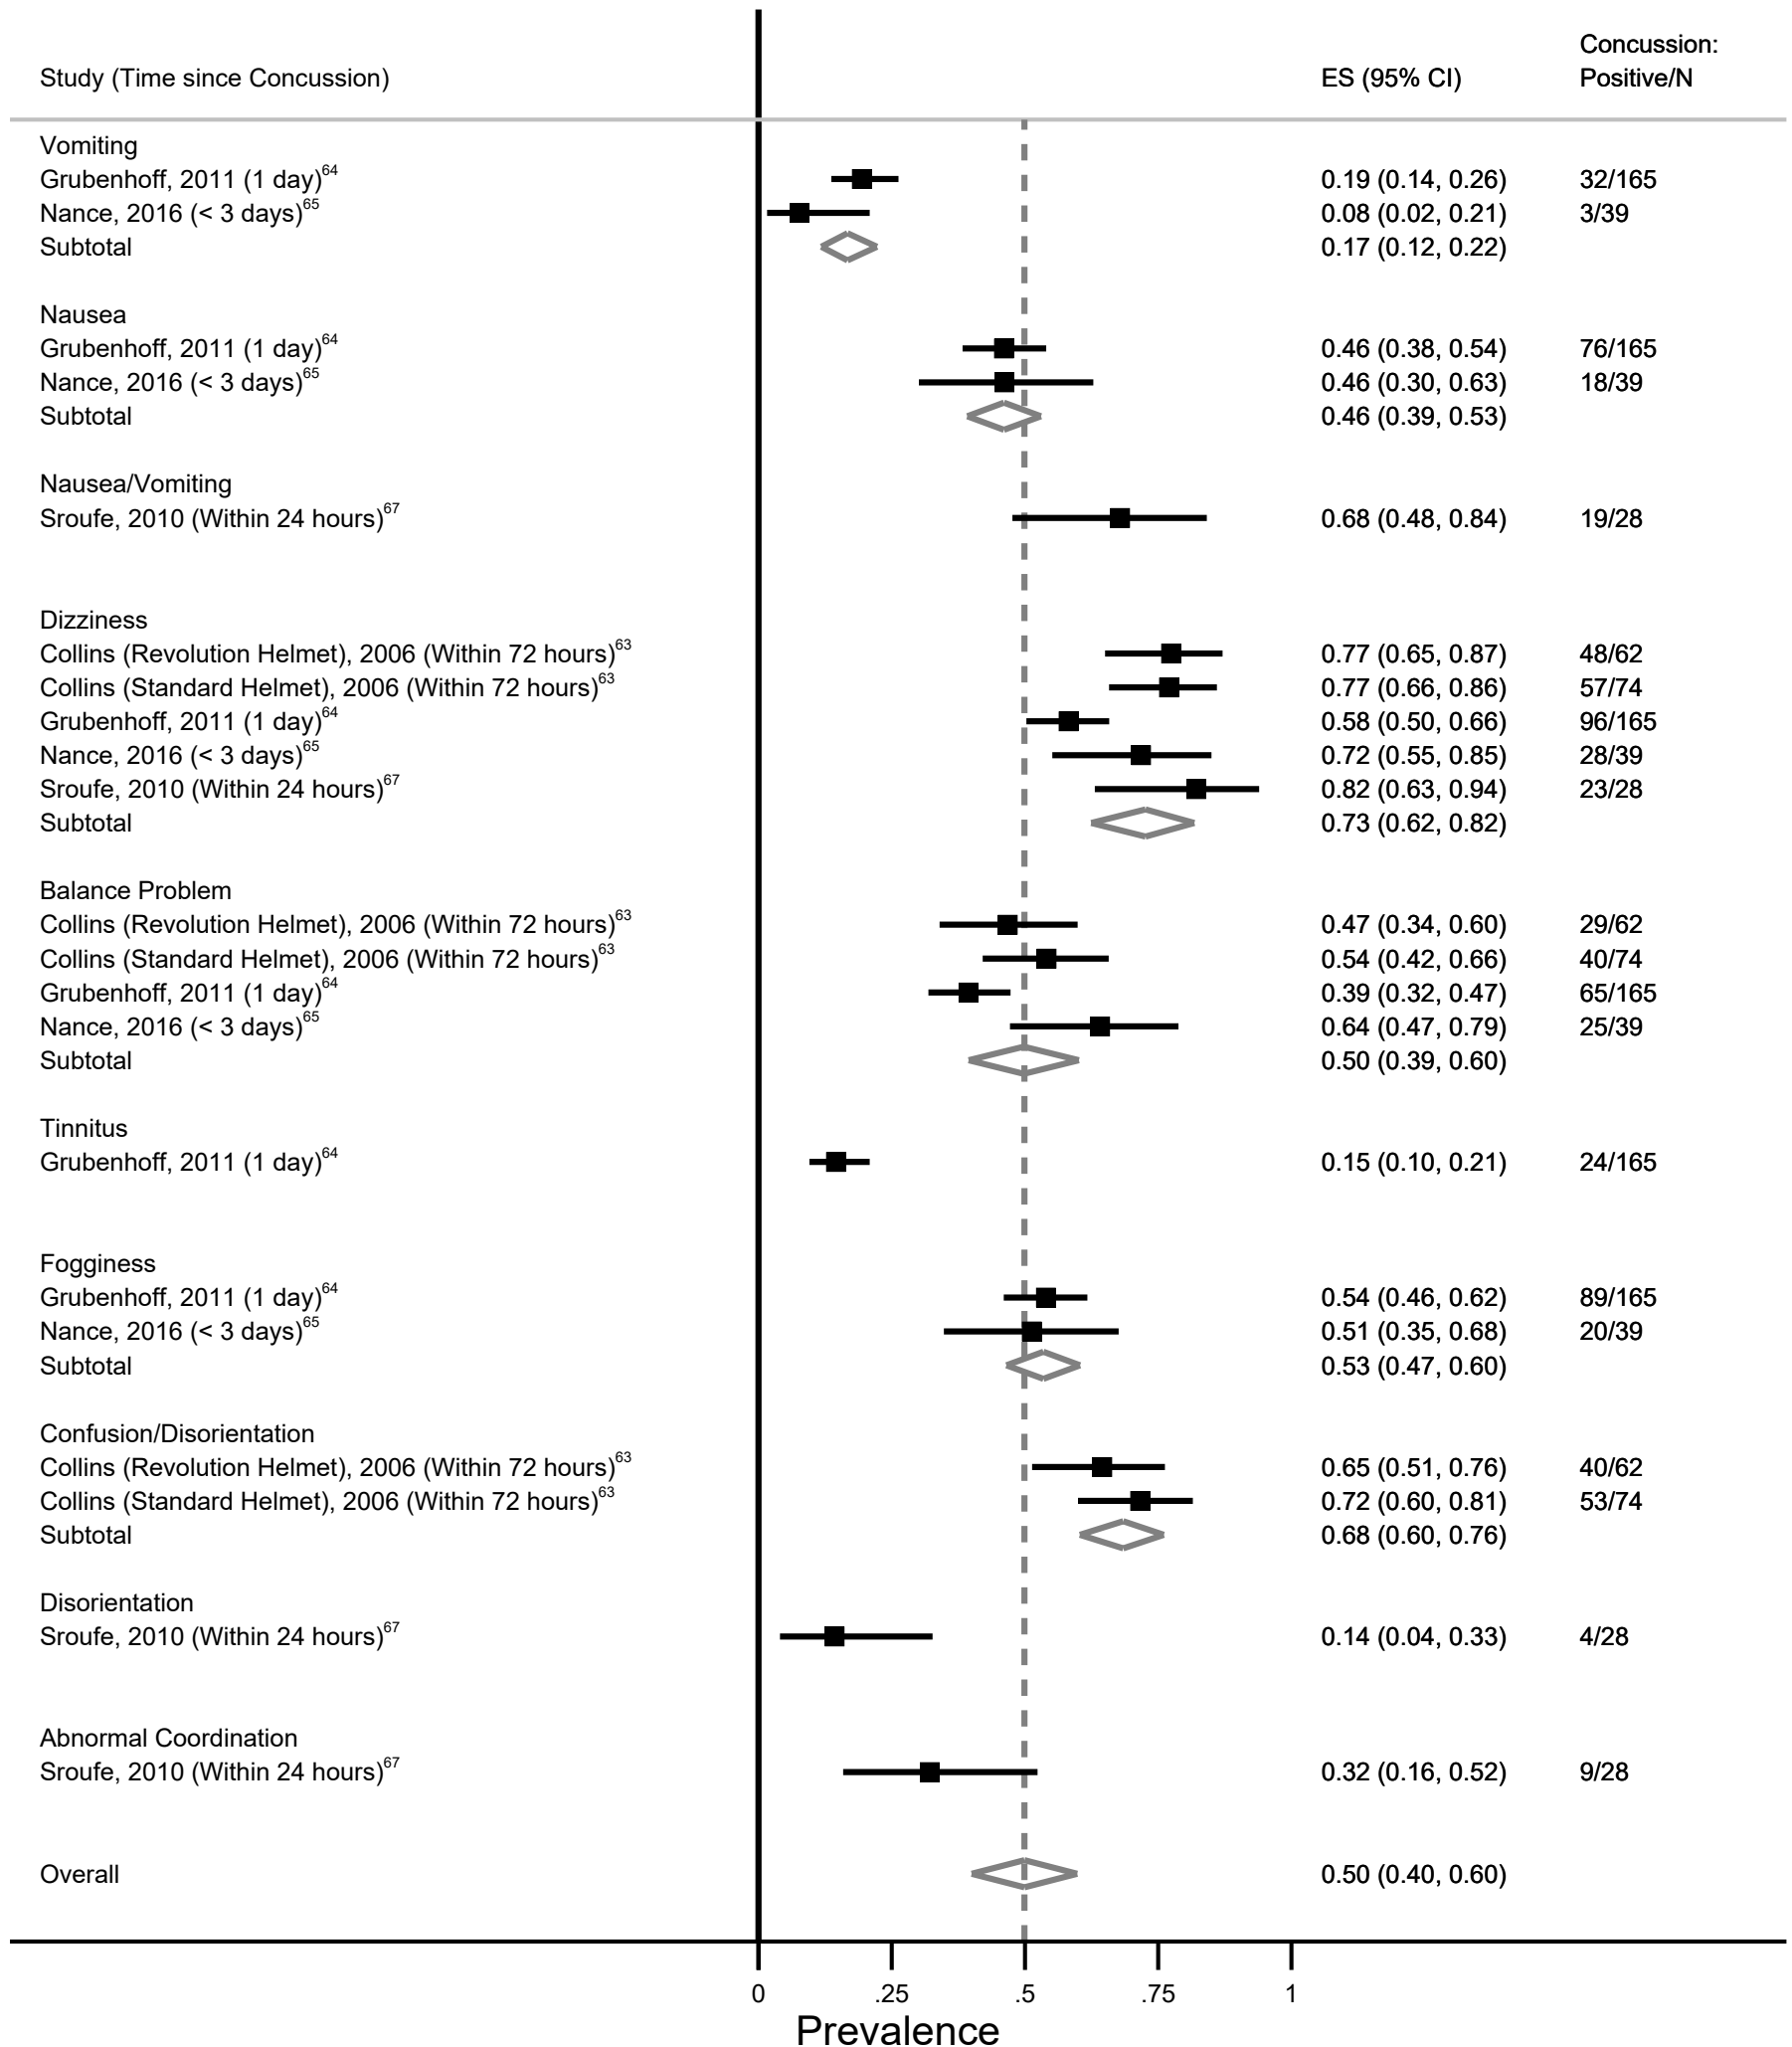 Concussion:
Study (Time since Concussion) ES (95% CI) Positive/N
Vomiting
Grubenhoff, 2011 (1 day)64 0.19 (0.14, 0.26) 32/165
Nance, 2016 (< 3 days)65 0.08 (0.02, 0.21) 3/39
Subtotal 0.17 (0.12, 0.22)
Nausea
Grubenhoff, 2011 (1 day)64 0.46 (0.38, 0.54) 76/165
Nance, 2016 (< 3 days)65 0.46 (0.30, 0.63) 18/39
Subtotal 0.46 (0.39, 0.53)
Nausea/Vomiting
Sroufe, 2010 (Within 24 hours)67 0.68 (0.48, 0.84) 19/28
Dizziness
Collins (Revolution Helmet), 2006 (Within 72 hours)63 0.77 (0.65, 0.87) 48/62
Collins (Standard Helmet), 2006 (Within 72 hours)63 0.77 (0.66, 0.86) 57/74
Grubenhoff, 2011 (1 day)64 0.58 (0.50, 0.66) 96/165
Nance, 2016 (< 3 days)65 0.72 (0.55, 0.85) 28/39
Sroufe, 2010 (Within 24 hours)67 0.82 (0.63, 0.94) 23/28
Subtotal 0.73 (0.62, 0.82)
Balance Problem
Collins (Revolution Helmet), 2006 (Within 72 hours)63 0.47 (0.34, 0.60) 29/62
Collins (Standard Helmet), 2006 (Within 72 hours)63 0.54 (0.42, 0.66) 40/74
Grubenhoff, 2011 (1 day)64 0.39 (0.32, 0.47) 65/165
Nance, 2016 (< 3 days)65 0.64 (0.47, 0.79) 25/39
Subtotal 0.50 (0.39, 0.60)
Tinnitus
Grubenhoff, 2011 (1 day)64 0.15 (0.10, 0.21) 24/165
Fogginess
Grubenhoff, 2011 (1 day)64 0.54 (0.46, 0.62) 89/165
Nance, 2016 (< 3 days)65 0.51 (0.35, 0.68) 20/39
Subtotal 0.53 (0.47, 0.60)
Confusion/Disorientation
Collins (Revolution Helmet), 2006 (Within 72 hours)63 0.65 (0.51, 0.76) 40/62
Collins (Standard Helmet), 2006 (Within 72 hours)63 0.72 (0.60, 0.81) 53/74
Subtotal 0.68 (0.60, 0.76)
Disorientation
Sroufe, 2010 (Within 24 hours)67 0.14 (0.04, 0.33) 4/28
Abnormal Coordination
Sroufe, 2010 (Within 24 hours)67 0.32 (0.16, 0.52) 9/28
Overall 0.50 (0.40, 0.60)
0 .25 .5 .75 1
Prevalence